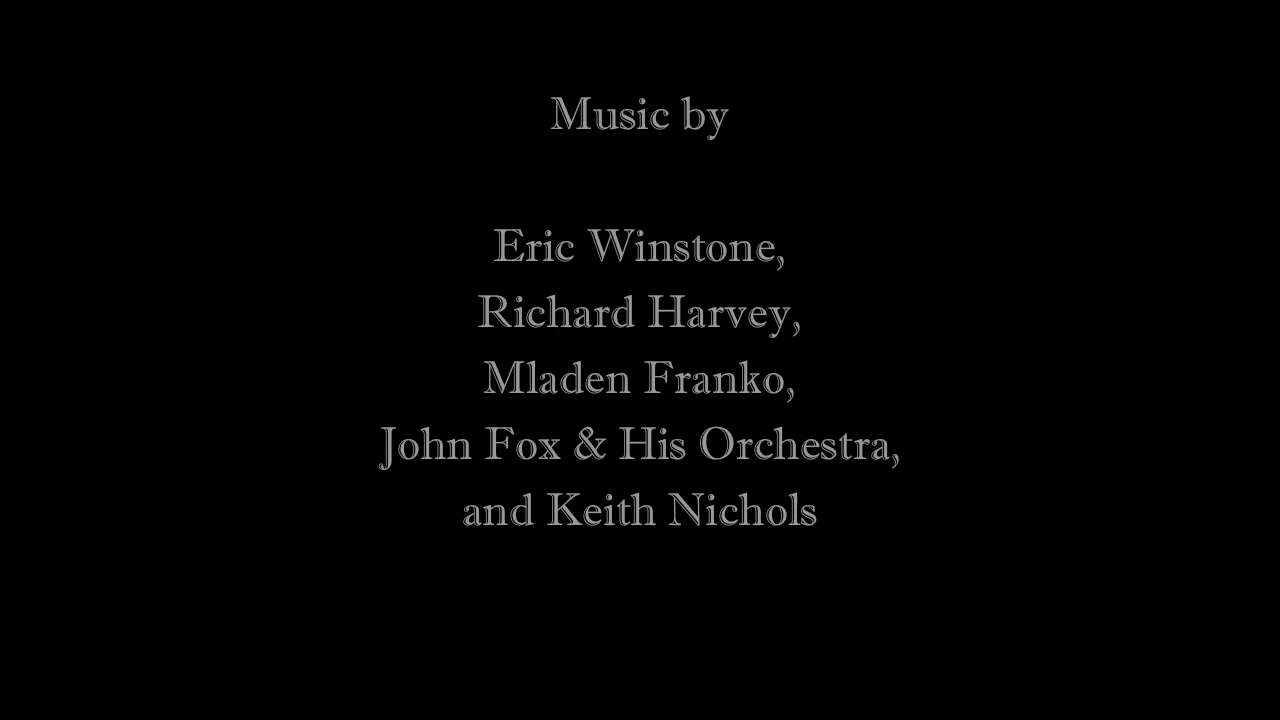 Music by
Eric Winstone,
Richard Harvey,
Mladen Franko,
John Fox & His Orchestra,
and Keith Nichols